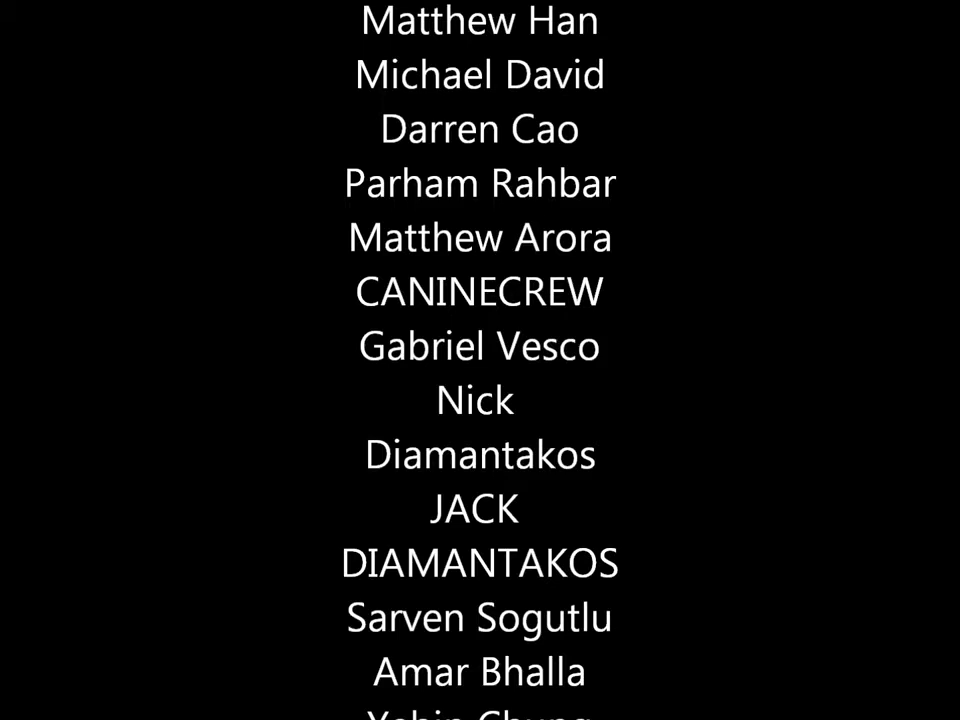 Matthew Han
Michael David
Darren Cao
Parham Rahbar
Matthew Arora
CANINECREW
Gabriel Vesco
Nick
Diamantakos
JACK
DIAMANTAKOS
Sarven Sogutlu
Amar Bhalla